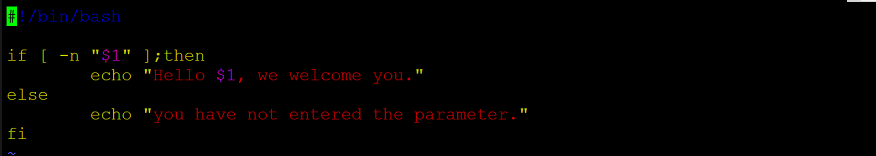 #!/bin/bash

if [ -n "$1" ];then
        echo "Hello $1, we welcome you."
else
        echo "you have not entered the parameter."
fi
~